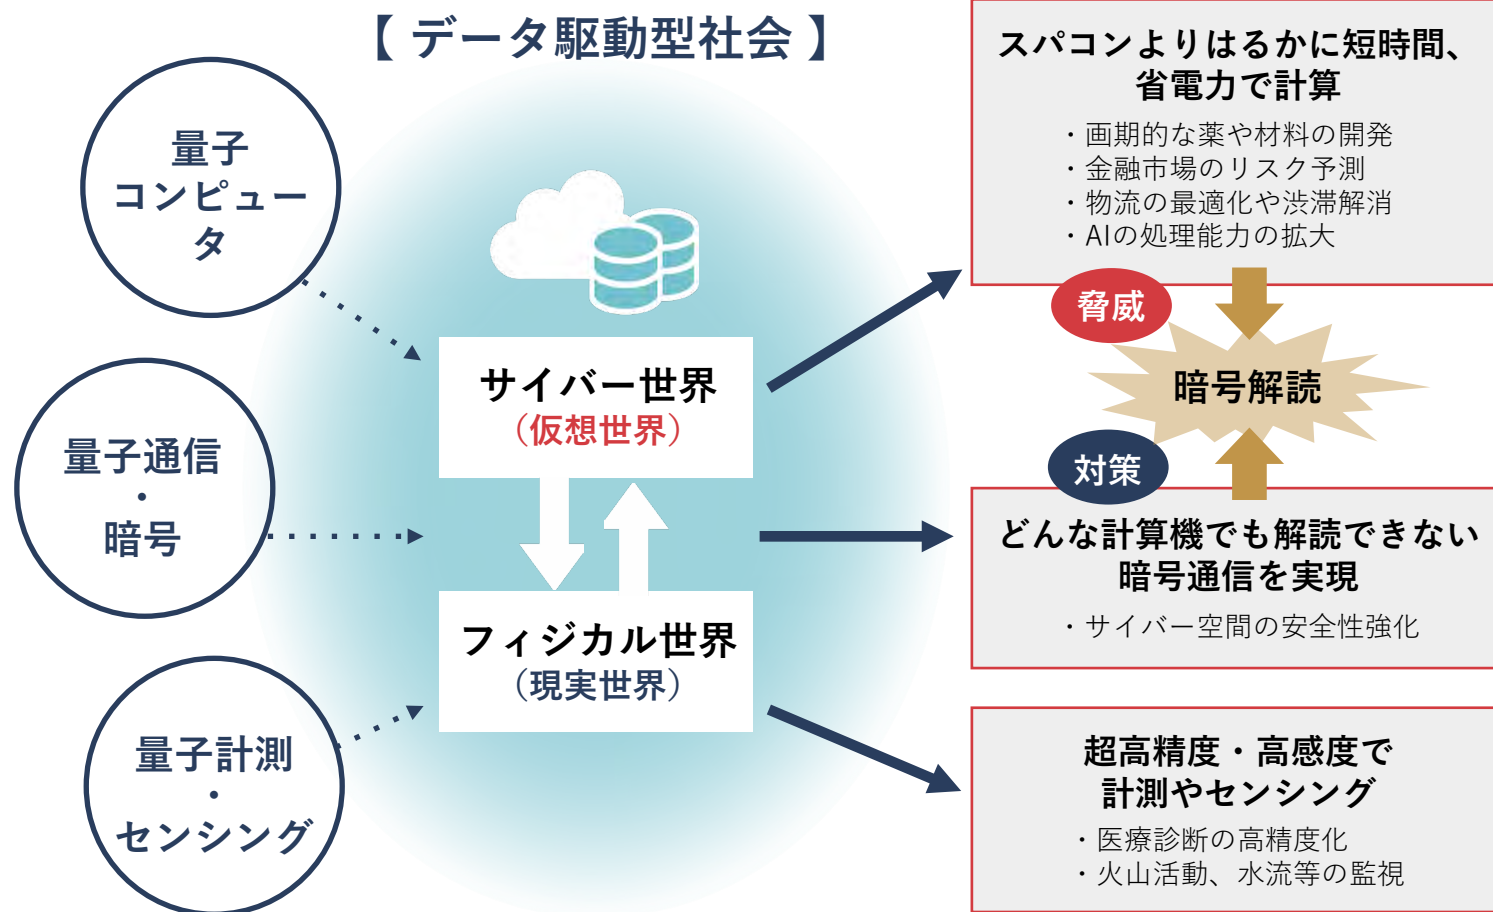 【 データ駆動型社会 】
量子
コンピュー
タ
量子通信
・
暗号
量子計測
・
センシング
サイバー世界
（仮想世界）
フィジカル世界
（現実世界）
スパコンよりはるかに短時間、
省電力で計算
・画期的な薬や材料の開発
・金融市場のリスク予測
・物流の最適化や渋滞解消
・AIの処理能力の拡大
脅威
暗号解読
対策
どんな計算機でも解読できない
暗号通信を実現
・サイバー空間の安全性強化
超高精度・高感度で
計測やセンシング
・医療診断の高精度化
・火山活動、水流等の監視